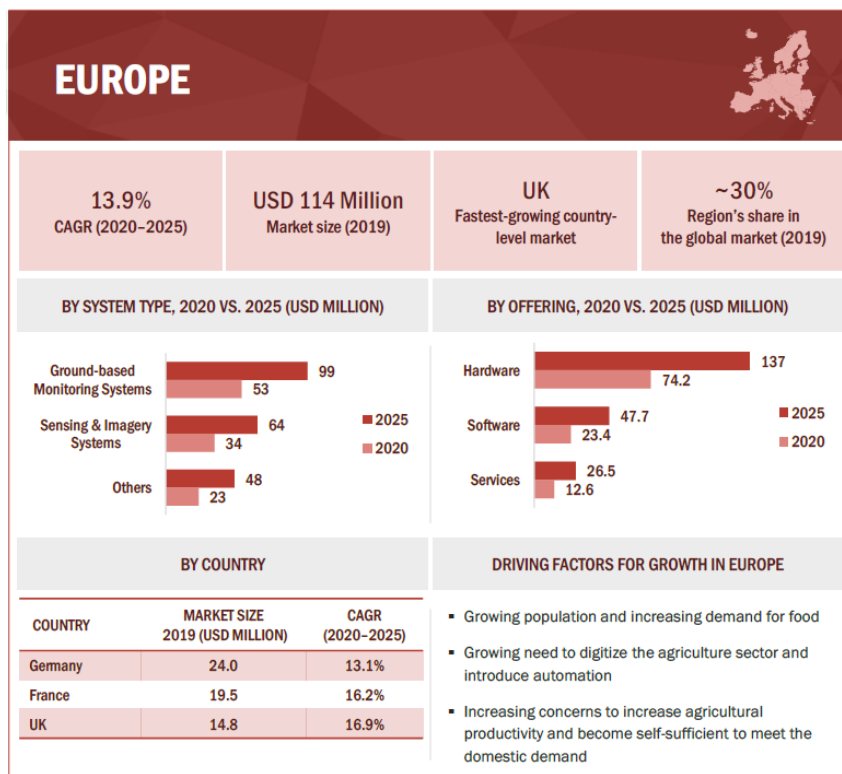 EUROPE
13.9%
CAGR (2020–2025)
USD 114 Million
Market size (2019)
UK
Fastest-growing country-
level market
~30%
Region's share in
the global market (2019)
BY SYSTEM TYPE, 2020 VS. 2025 (USD MILLION)
Ground-based
Monitoring Systems
99
53
Sensing & Imagery
Systems
64
34
Others
48
23
2025
2020
BY OFFERING, 2020 VS. 2025 (USD MILLION)
Hardware
137
74.2
Software
47.7
23.4
Services
26.5
12.6
2025
2020
BY COUNTRY
COUNTRY
MARKET SIZE
2019 (USD MILLION)
CAGR
(2020–2025)
Germany 24.0 13.1%
France 19.5 16.2%
UK 14.8 16.9%
DRIVING FACTORS FOR GROWTH IN EUROPE
▪ Growing population and increasing demand for food
▪ Growing need to digitize the agriculture sector and
introduce automation
▪ Increasing concerns to increase agricultural
productivity and become self-sufficient to meet the
domestic demand